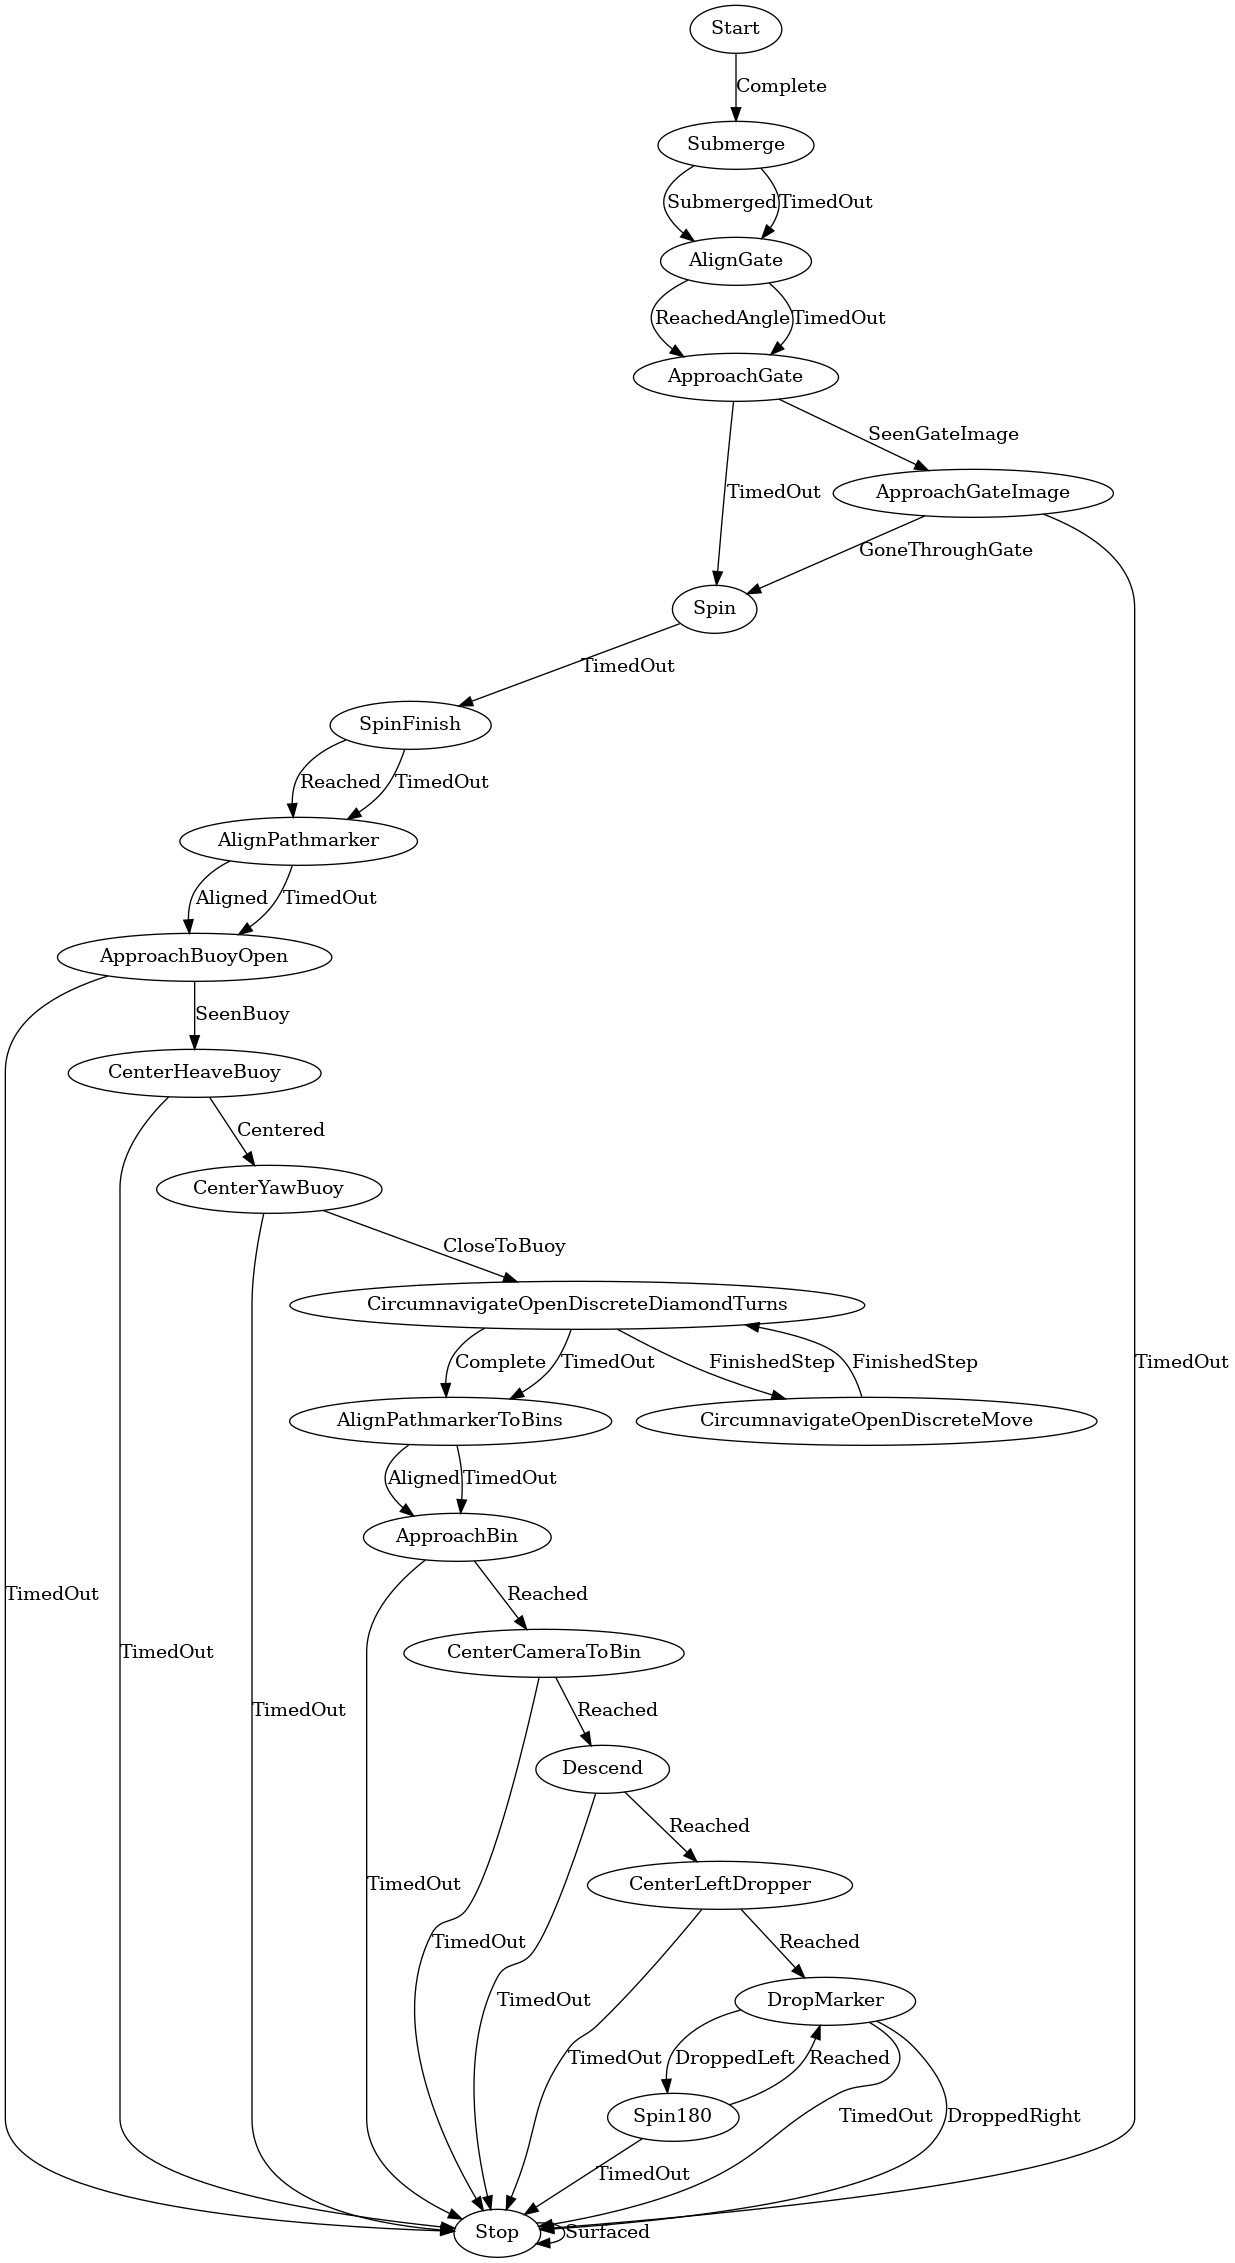 Start
Complete
Submerge
Submerged
TimedOut
AlignGate
ReachedAngle
TimedOut
ApproachGate
SeenGateImage
TimedOut
ApproachGateImage
GoneThroughGate
Spin
TimedOut
SpinFinish
Reached
TimedOut
AlignPathmarker
Aligned
TimedOut
ApproachBuoyOpen
SeenBuoy
CenterHeaveBuoy
Centered
CenterYawBuoy
CloseToBuoy
CircumnavigateOpenDiscreteDiamondTurns
Complete
TimedOut
FinishedStep
FinishedStep
TimedOut
AlignPathmarkerToBins
CircumnavigateOpenDiscreteMove
Aligned
TimedOut
ApproachBin
TimedOut
Reached
TimedOut
CenterCameraToBin
TimedOut
Reached
Descend
Reached
TimedOut
CenterLeftDropper
TimedOut
Reached
TimedOut
DropMarker
TimedOut
DroppedLeft
Reached
Spin180
TimedOut
DroppedRight
TimedOut
Stop
Surfaced